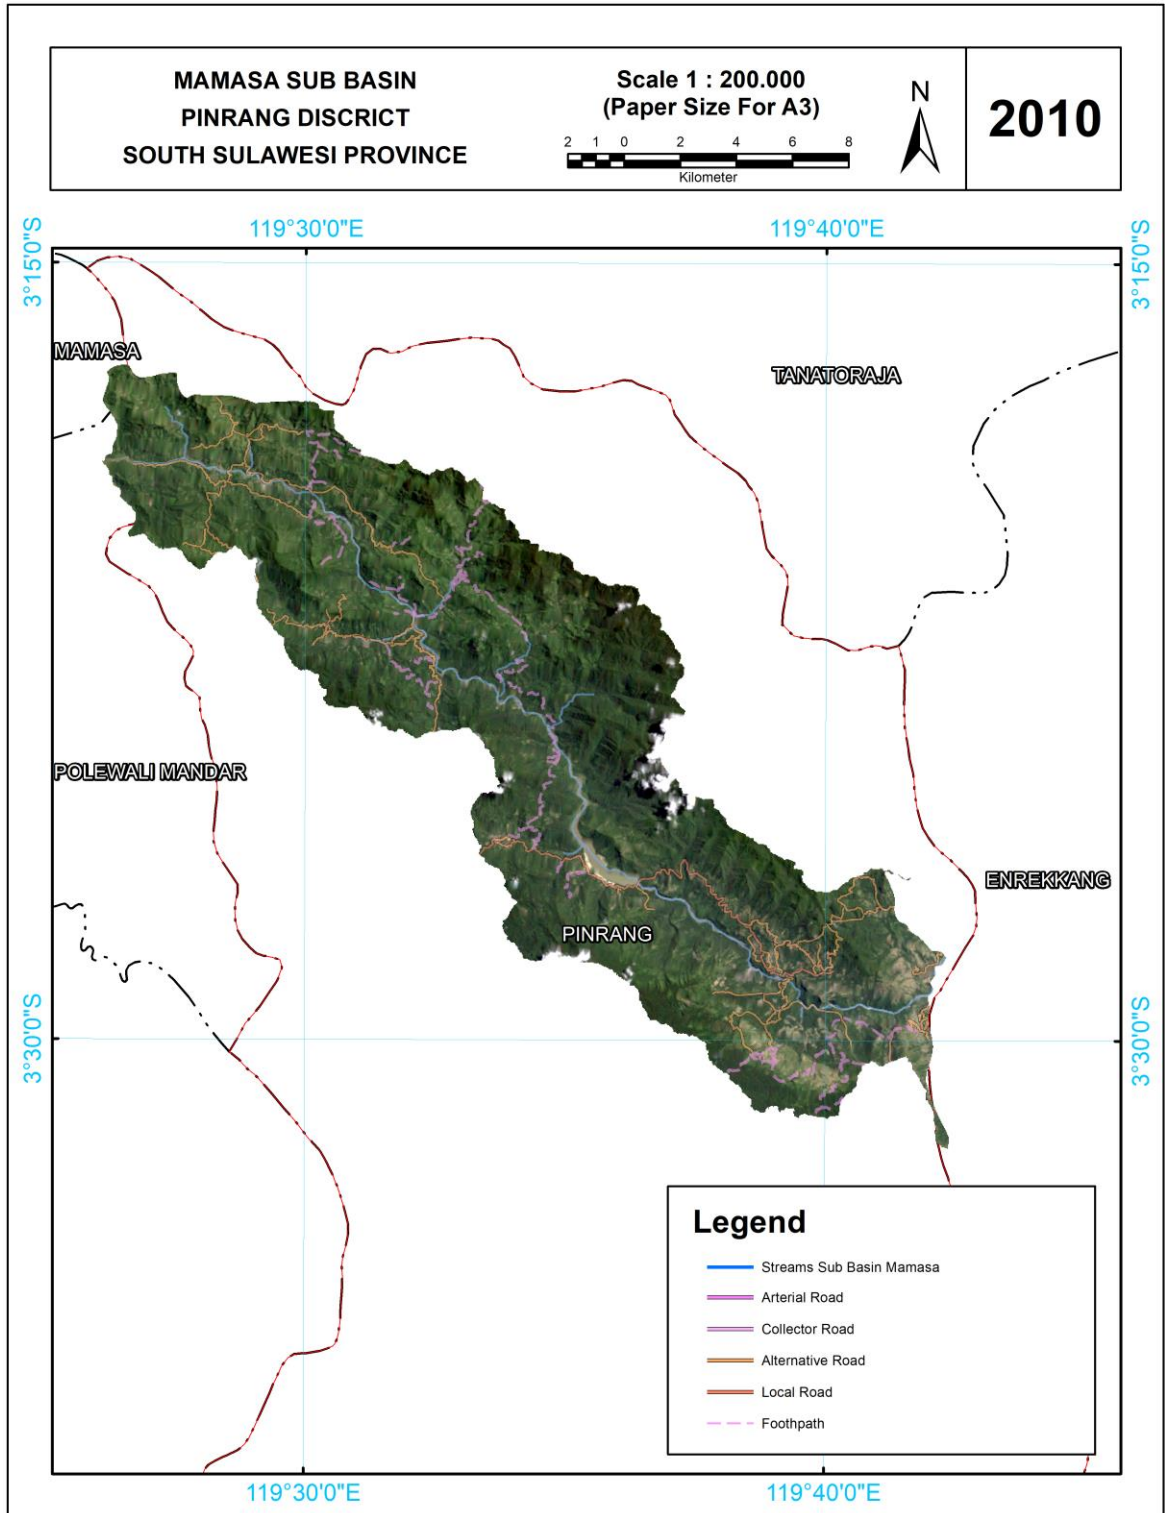 MAMASA SUB BASIN
PINRANG DISCRICT
SOUTH SULAWESI PROVINCE
Scale 1 : 200.000
(Paper Size For A3)
2 1 0 2 4 6 8
Kilometer
N
2010
119°30'0"E 119°40'0"E
3°15'0"S 3°15'0"S
MAMASA
TANATORAJA
POLEWALI MANDAR
ENREKKANG
PINRANG
3°30'0"S 3°30'0"S
Legend
Streams Sub Basin Mamasa
Arterial Road
Collector Road
Alternative Road
Local Road
Foothpath
119°30'0"E 119°40'0"E